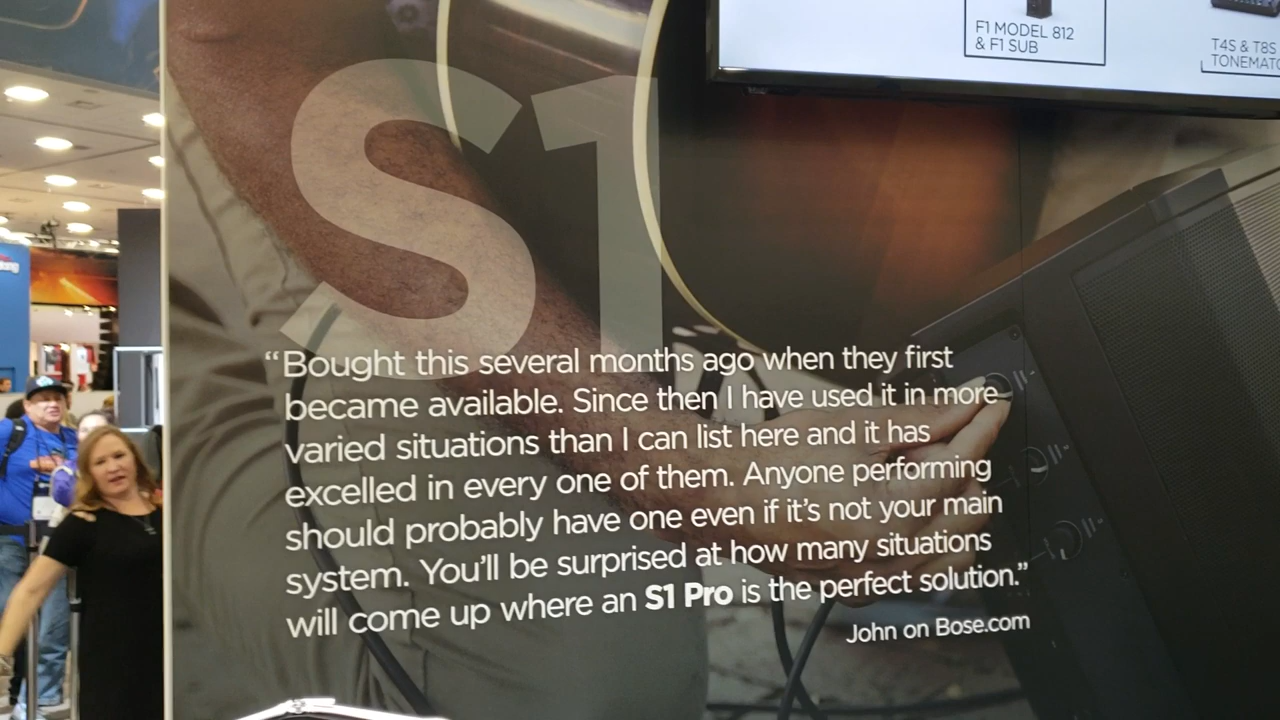 F1 MODEL 812
& F1 SUB
T4S & T8S
S1
“Bought this several months ago when they first
became available. Since then I have used it in more
varied situations than I can list here and it has
excelled in every one of them. Anyone performing
should probably have one even if it’s not your main
system. You’ll be surprised at how many situations
will come up where an S1 Pro is the perfect solution.”
John on Bose.com